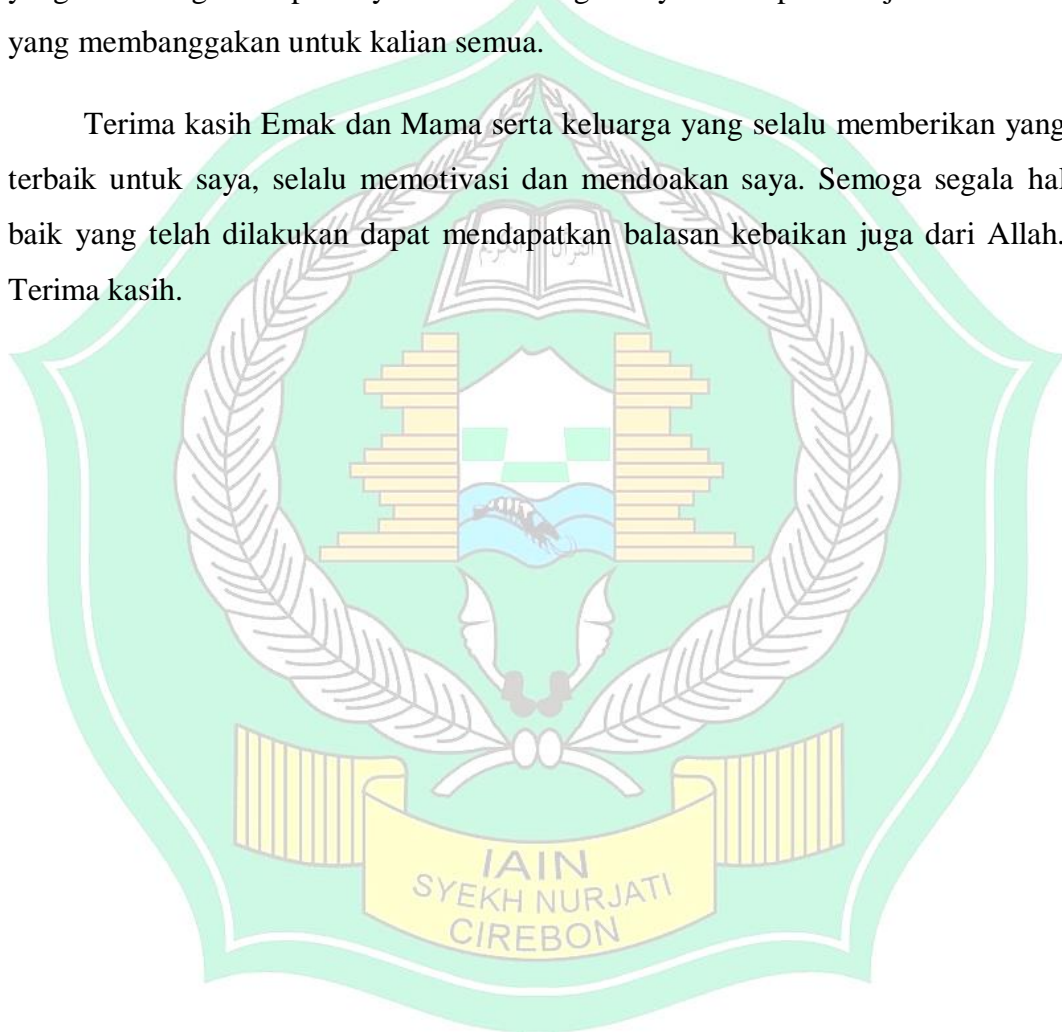 yang membanggakan untuk kalian semua.
Terima kasih Emak dan Mama serta keluarga yang selalu memberikan yang
terbaik untuk saya, selalu memotivasi dan mendoakan saya. Semoga segala hal
baik yang telah dilakukan dapat mendapatkan balasan kebaikan juga dari Allah.
Terima kasih.
القرآن الكريم
IAIN
SYEKH NURJATI
CIREBON